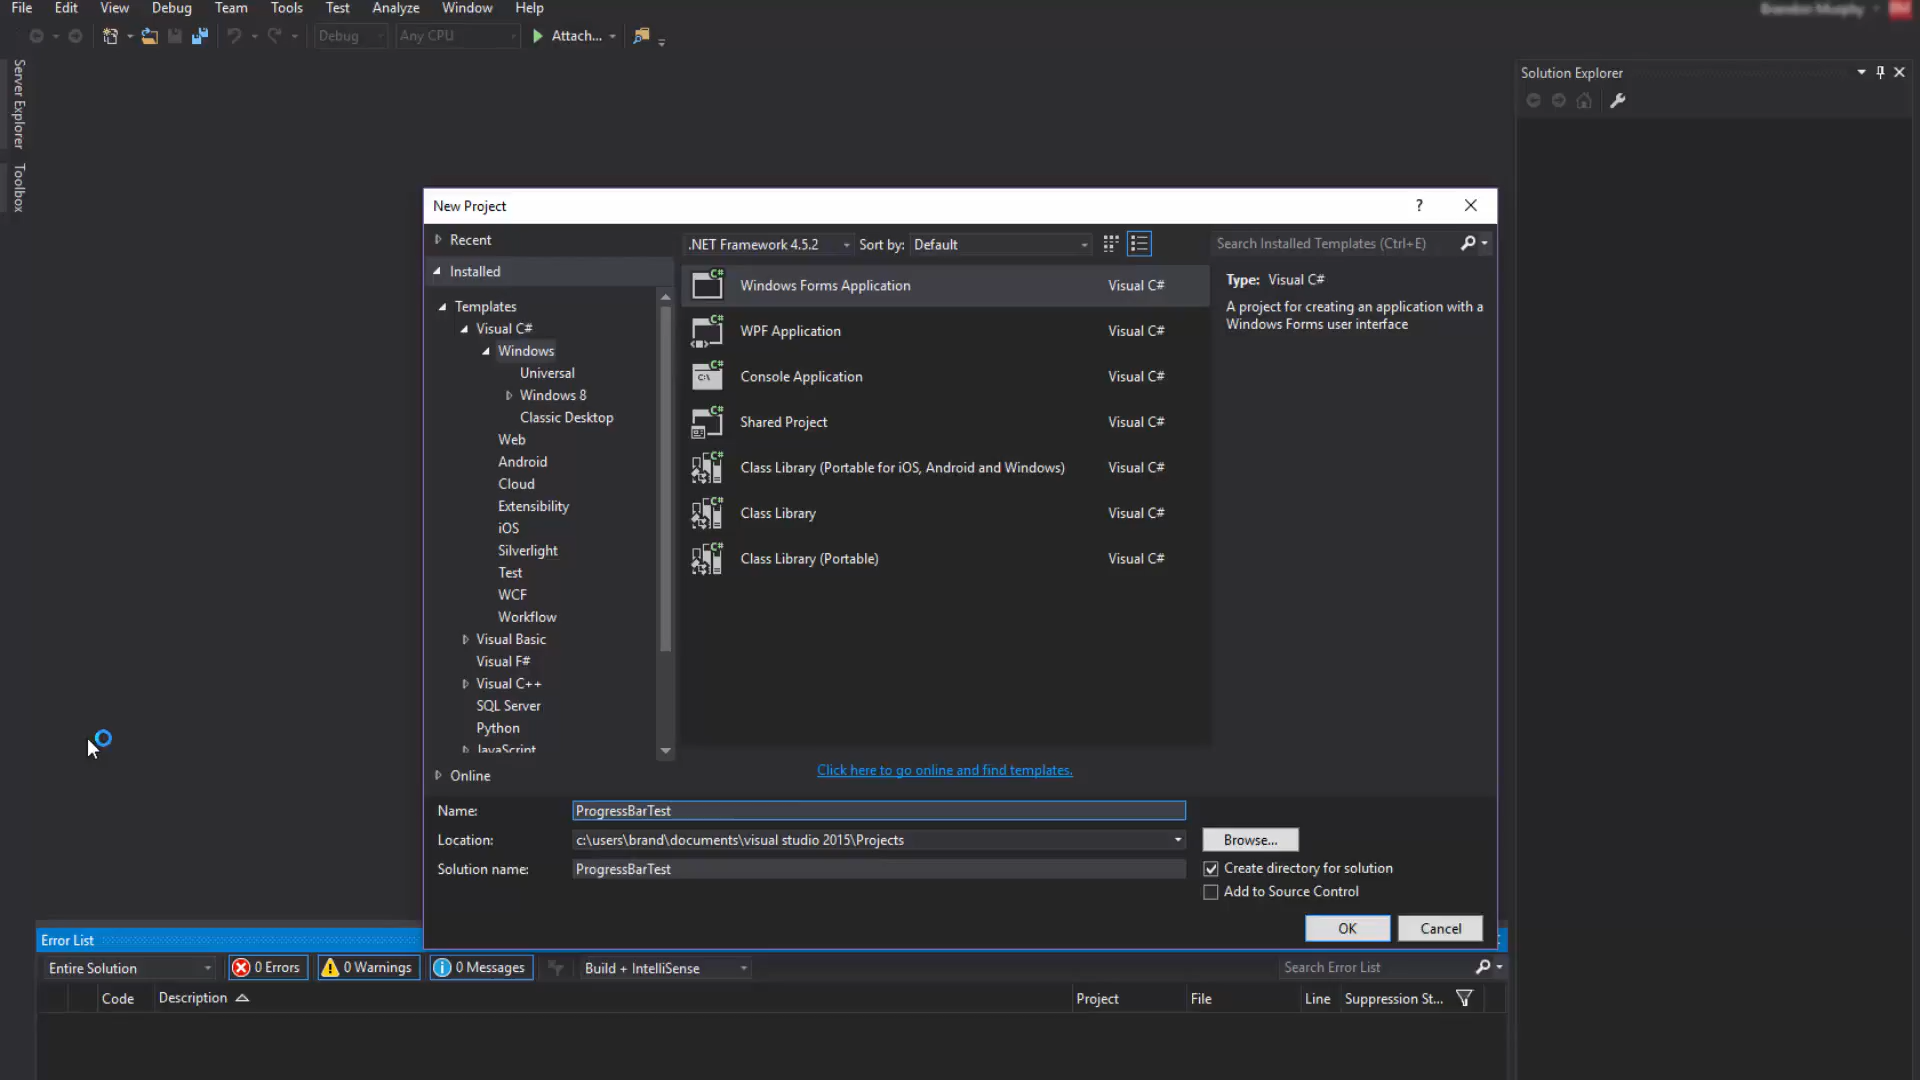 File Edit View Debug Team Tools Test Analyze Window Help
Debug Any CPU Attach...
Server Explorer
Toolbox
Solution Explorer
New Project ?
Recent
.NET Framework 4.5.2 Sort by: Default Search Installed Templates (Ctrl+E)
Installed
Templates
Visual C#
Windows
Universal
Windows 8
Classic Desktop
Web
Android
Cloud
Extensibility
iOS
Silverlight
Test
WCF
Workflow
Visual Basic
Visual F#
Visual C++
SQL Server
Python
JavaScript
Online
Windows Forms Application Visual C#
WPF Application Visual C#
Console Application Visual C#
Shared Project Visual C#
Class Library (Portable for iOS, Android and Windows) Visual C#
Class Library Visual C#
Class Library (Portable) Visual C#
Type: Visual C#
A project for creating an application with a
Windows Forms user interface
Click here to go online and find templates.
Name: ProgressBarTest
Location: c:\users\brand\documents\visual studio 2015\Projects Browse...
Solution name: ProgressBarTest Create directory for solution
Add to Source Control
OK Cancel
Error List
Entire Solution 0 Errors 0 Warnings 0 Messages Build + IntelliSense Search Error List
Code Description Project File Line Suppression St...